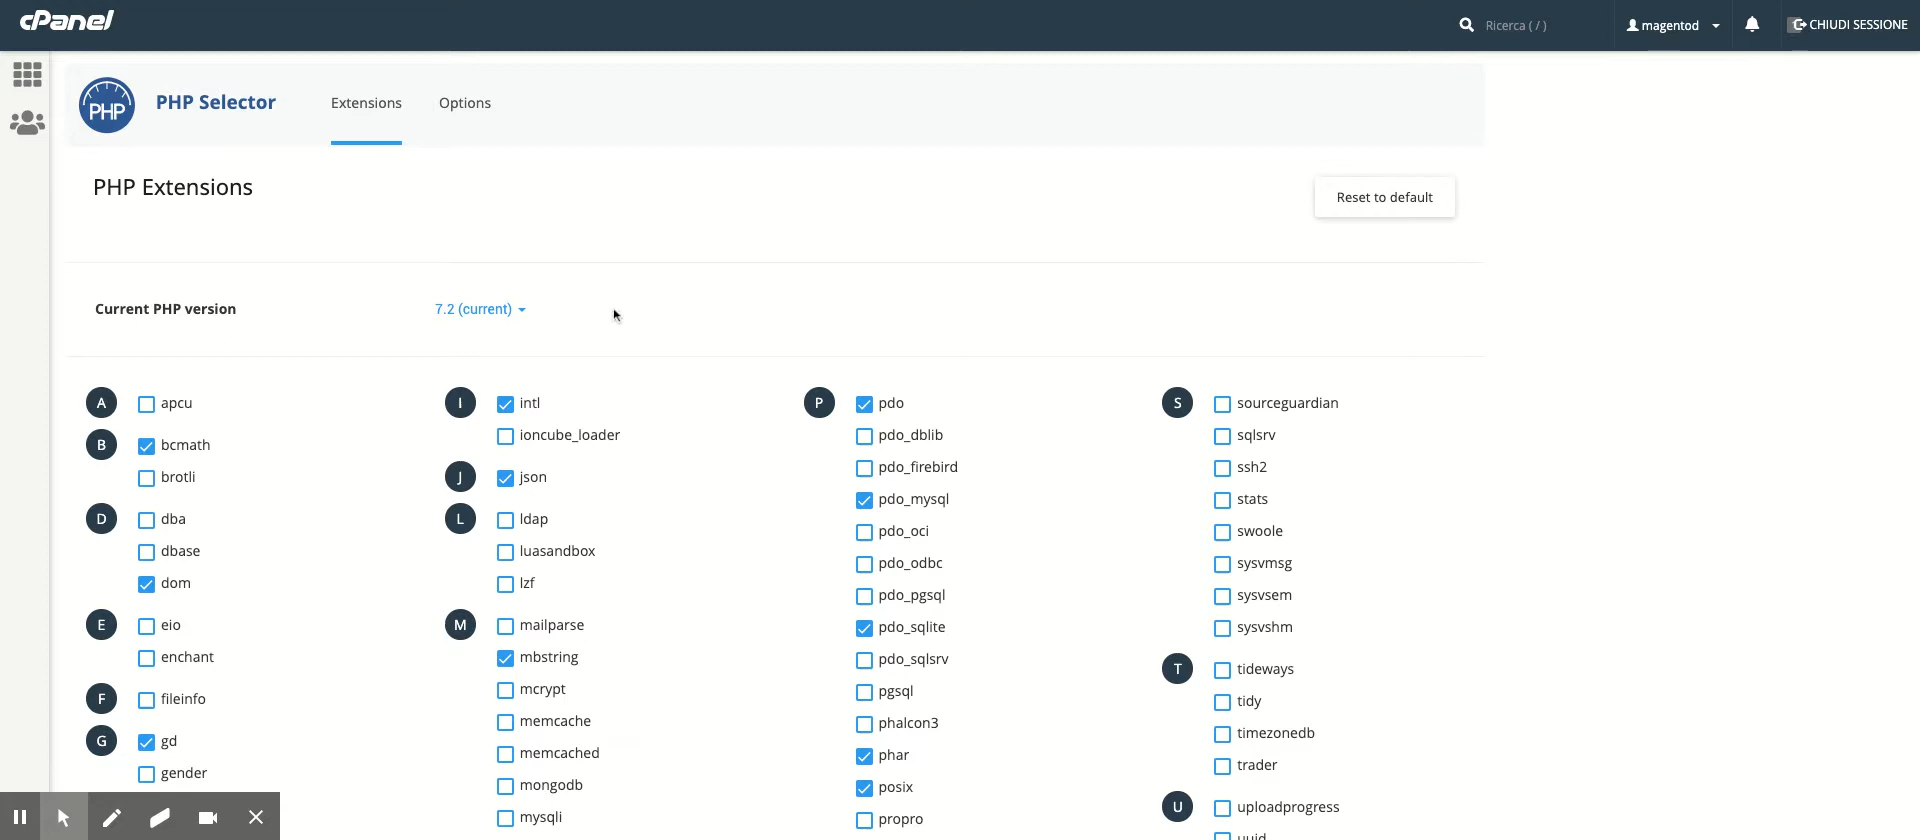 cPanel
Ricerca ( / )
magentod
CHIUDI SESSIONE
PHP
PHP Selector
Extensions
Options
PHP Extensions
Reset to default
Current PHP version
7.2 (current)
A
apcu
B
bcmath
brotli
D
dba
dbase
dom
E
eio
enchant
F
fileinfo
G
gd
gender
I
intl
ioncube_loader
J
json
L
ldap
luasandbox
lzf
M
mailparse
mbstring
mcrypt
memcache
memcached
mongodb
mysqli
P
pdo
pdo_dblib
pdo_firebird
pdo_mysql
pdo_oci
pdo_odbc
pdo_pgsql
pdo_sqlite
pdo_sqlsrv
pgsql
phalcon3
phar
posix
propro
S
sourceguardian
sqlsrv
ssh2
stats
swoole
sysvmsg
sysvsem
sysvshm
T
tideways
tidy
timezonedb
trader
U
uploadprogress
uuid